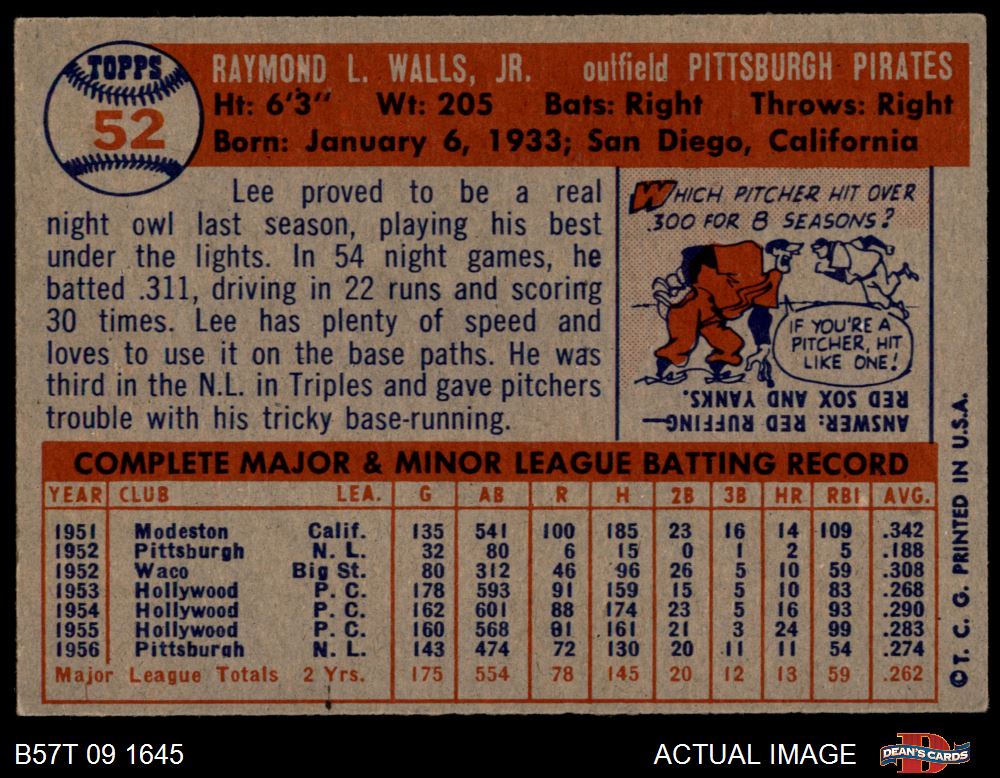 TOPPS
52
RAYMOND L. WALLS, JR. outfield PITTSBURGH PIRATES
Ht: 6'3" Wt: 205 Bats: Right Throws: Right
Born: January 6, 1933; San Diego, California
Lee proved to be a real
night owl last season, playing his best
under the lights. In 54 night games, he
batted .311, driving in 22 runs and scoring
30 times. Lee has plenty of speed and
loves to use it on the base paths. He was
third in the N.L. in Triples and gave pitchers
trouble with his tricky base-running.
WHICH PITCHER HIT OVER
.300 FOR 8 SEASONS?
IF YOU'RE A
PITCHER, HIT
LIKE ONE!
ANSWER: RED RUFFING—
RED SOX AND YANKS.
COMPLETE MAJOR & MINOR LEAGUE BATTING RECORD
YEAR CLUB LEA. G AB R H 2B 3B HR RBI AVG.
1951 Modeston Calif. 135 541 100 185 23 16 14 109 .342
1952 Pittsburgh N. L. 32 80 6 15 0 1 2 5 .188
1952 Waco Big St. 80 312 46 96 26 5 10 59 .308
1953 Hollywood P. C. 178 593 91 159 15 5 10 83 .268
1954 Hollywood P. C. 162 601 88 174 23 5 16 93 .290
1955 Hollywood P. C. 160 568 81 161 21 3 24 99 .283
1956 Pittsburgh N. L. 143 474 72 130 20 11 11 54 .274
Major League Totals 2 Yrs. 175 554 78 145 20 12 13 59 .262
©T. C. G. PRINTED IN U.S.A.
B57T 09 1645 ACTUAL IMAGE
DEAN'S CARDS